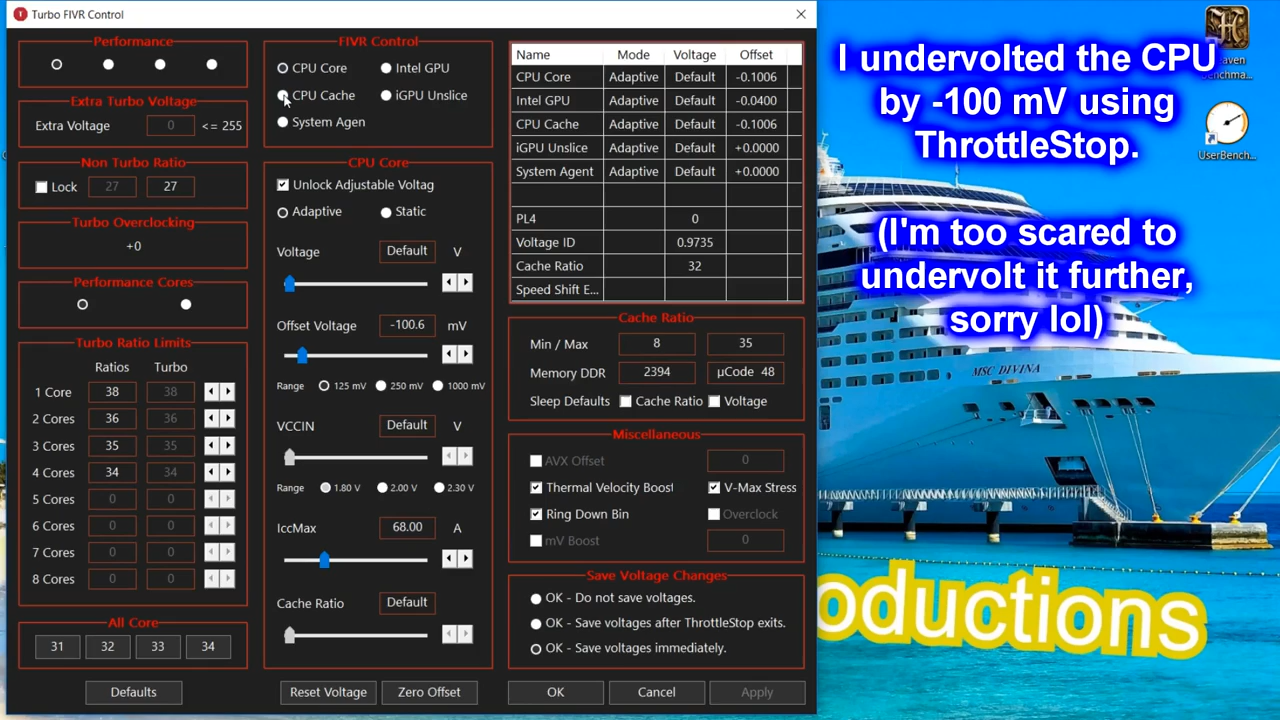 Turbo FIVR Control
Performance
Extra Turbo Voltage
Extra Voltage 0 <= 255
Non Turbo Ratio
Lock 27 27
Turbo Overclocking
+0
Performance Cores
Turbo Ratio Limits
Ratios Turbo
1 Core 38 38
2 Cores 36 36
3 Cores 35 35
4 Cores 34 34
5 Cores 0 0
6 Cores 0 0
7 Cores 0 0
8 Cores 0 0
All Core
31 32 33 34
Defaults
FIVR Control
CPU Core Intel GPU
CPU Cache iGPU Unslice
System Agen
CPU Core
Unlock Adjustable Voltag
Adaptive Static
Voltage Default V
Offset Voltage -100.6 mV
Range 125 mV 250 mV 1000 mV
VCCIN Default V
Range 1.80 V 2.00 V 2.30 V
IccMax 68.00 A
Cache Ratio Default
Reset Voltage Zero Offset
Name Mode Voltage Offset
CPU Core Adaptive Default -0.1006
Intel GPU Adaptive Default -0.0400
CPU Cache Adaptive Default -0.1006
iGPU Unslice Adaptive Default +0.0000
System Agent Adaptive Default +0.0000
PL4 0
Voltage ID 0.9735
Cache Ratio 32
Speed Shift E...
Cache Ratio
Min / Max 8 35
Memory DDR 2394 µCode 48
Sleep Defaults Cache Ratio Voltage
Miscellaneous
AVX Offset 0
Thermal Velocity Boost V-Max Stress
Ring Down Bin Overclock
mV Boost 0
Save Voltage Changes
OK - Do not save voltages.
OK - Save voltages after ThrottleStop exits.
OK - Save voltages immediately.
OK Cancel Apply
I undervolted the CPU
by -100 mV using
ThrottleStop.
(I'm too scared to
undervolt it further,
sorry lol)
eaven
enchma...
UserBench...
MSC DIVINA
oductions